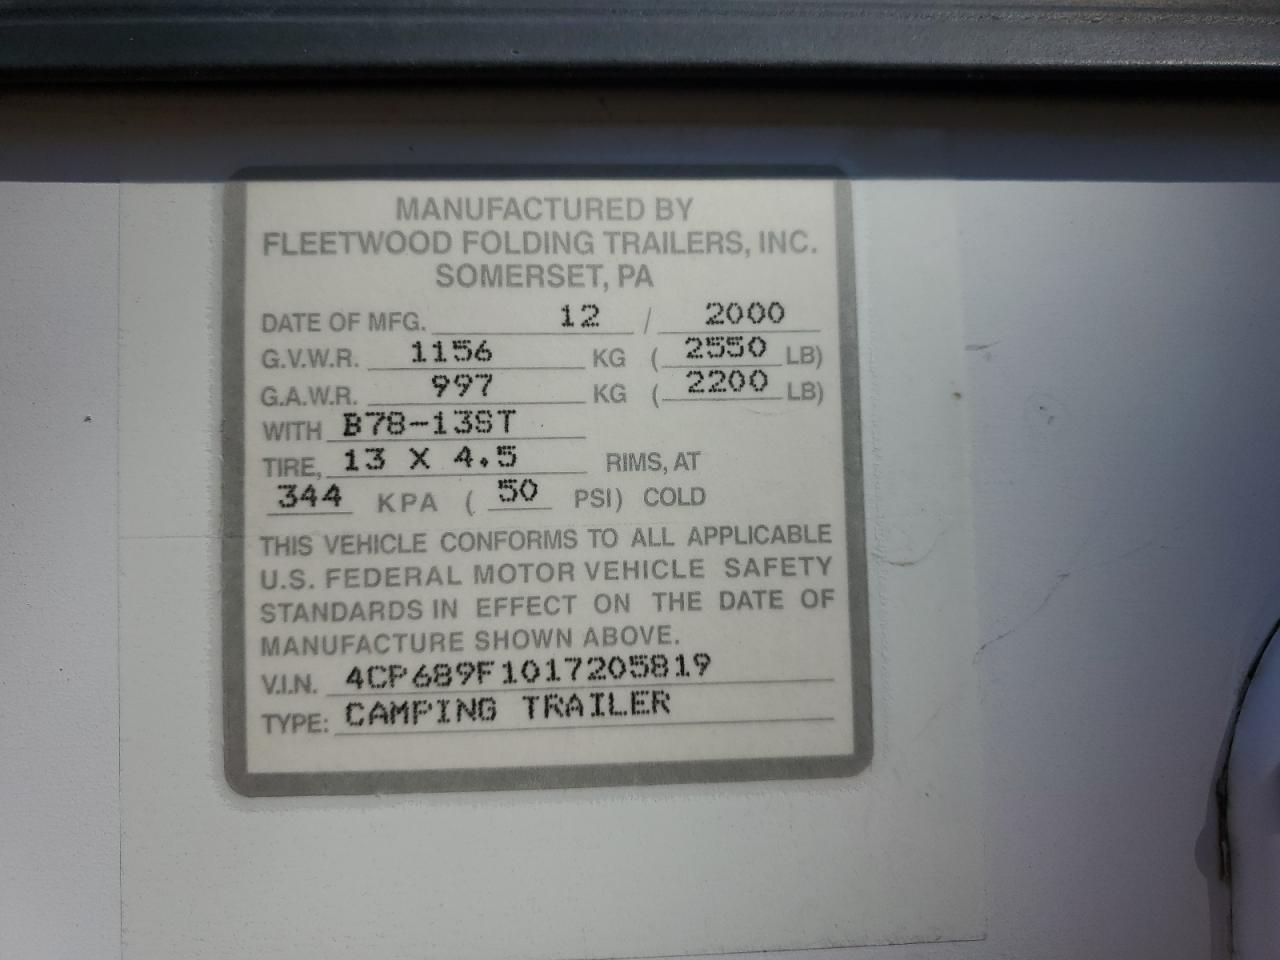 MANUFACTURED BY
FLEETWOOD FOLDING TRAILERS, INC.
SOMERSET, PA
DATE OF MFG. 12 / 2000
G.V.W.R. 1156 KG (2550 LB)
G.A.W.R. 997 KG (2200 LB)
WITH B78-13ST
TIRE, 13 X 4.5 RIMS, AT
344 KPA (50 PSI) COLD
THIS VEHICLE CONFORMS TO ALL APPLICABLE
U.S. FEDERAL MOTOR VEHICLE SAFETY
STANDARDS IN EFFECT ON THE DATE OF
MANUFACTURE SHOWN ABOVE.
V.I.N. 4CP689F1017205819
TYPE: CAMPING TRAILER